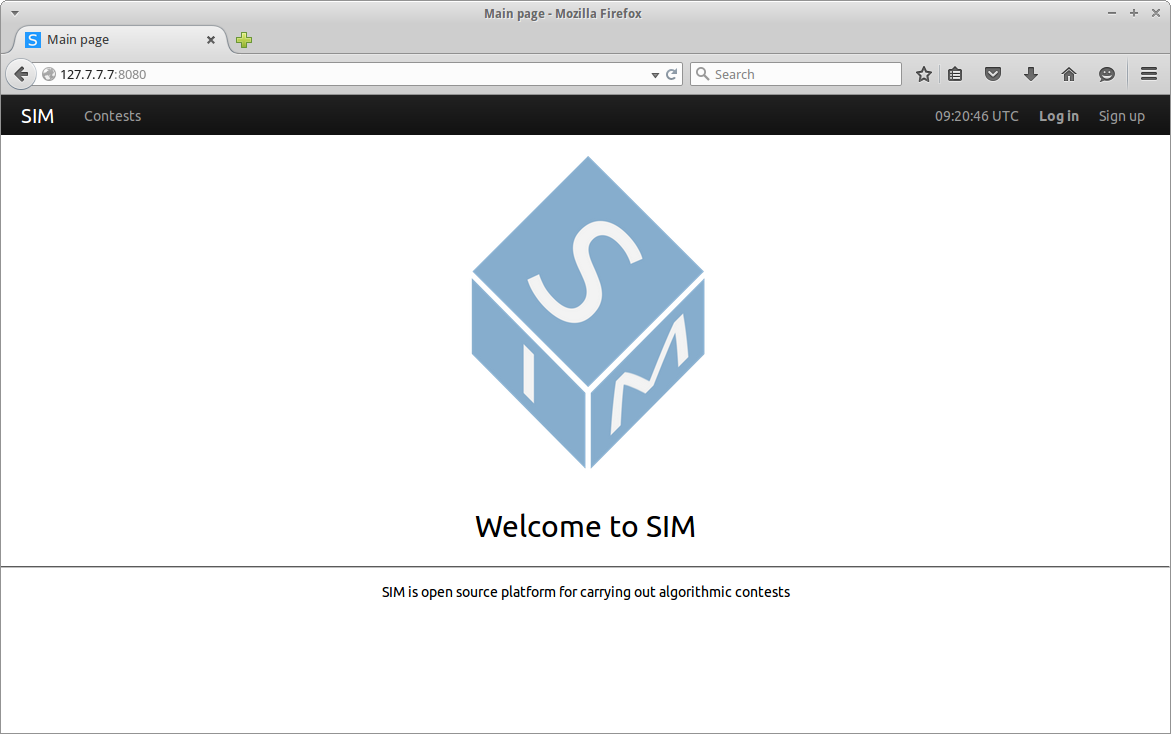 Main page - Mozilla Firefox
S Main page
127.7.7.7:8080 Search
SIM Contests 09:20:46 UTC Log in Sign up
S
I M
Welcome to SIM
SIM is open source platform for carrying out algorithmic contests